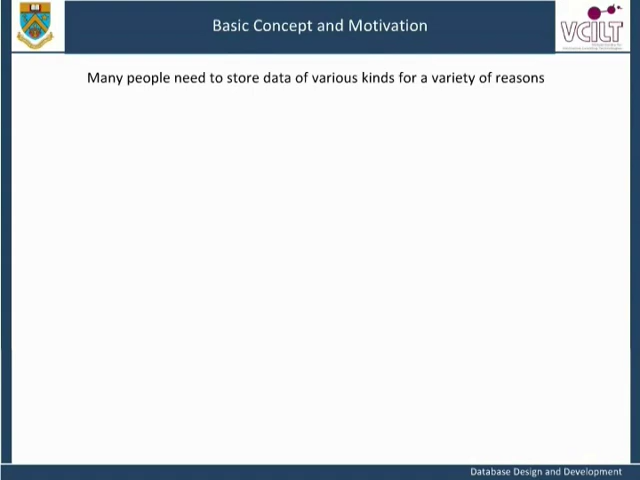 Basic Concept and Motivation
VCILT
Many people need to store data of various kinds for a variety of reasons
Database Design and Development